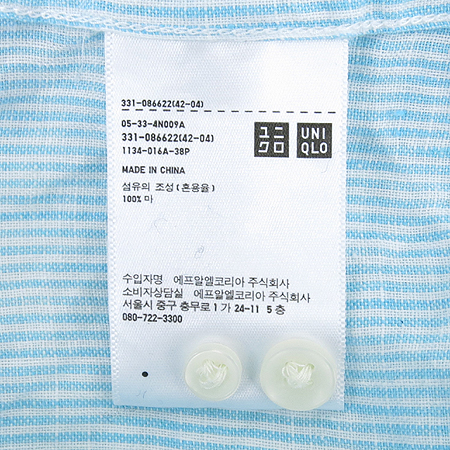 331-086622(42-04)
05-33-4N009A
331-086622(42-04)
1134-016A-38P
ユニ
クロ
UNI
QLO
MADE IN CHINA
섬유의 조성(혼용율)
100% 마
수입자명 에프알엘코리아 주식회사
소비자상담실 에프알엘코리아 주식회사
서울시 중구 충무로 1 가 24-11 5 층
080-722-3300